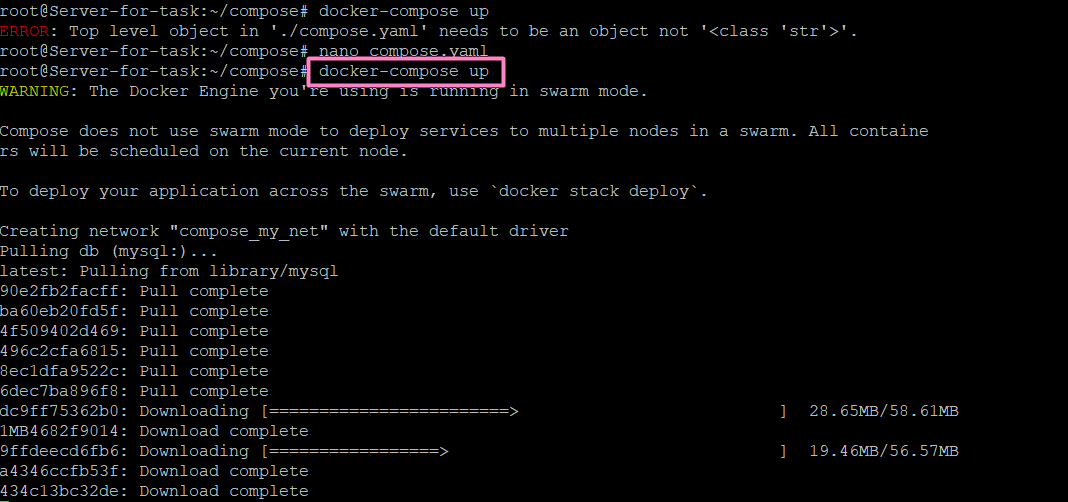 root@Server-for-task:~/compose# docker-compose up
ERROR: Top level object in './compose.yaml' needs to be an object not '<class 'str'>'.
root@Server-for-task:~/compose# nano compose.yaml
root@Server-for-task:~/compose# docker-compose up
WARNING: The Docker Engine you're using is running in swarm mode.
Compose does not use swarm mode to deploy services to multiple nodes in a swarm. All containe
rs will be scheduled on the current node.
To deploy your application across the swarm, use `docker stack deploy`.
Creating network "compose_my_net" with the default driver
Pulling db (mysql:)...
latest: Pulling from library/mysql
90e2fb2facff: Pull complete
ba60eb20fd5f: Pull complete
4f509402d469: Pull complete
496c2cfa6815: Pull complete
8ec1dfa9522c: Pull complete
6dec7ba896f8: Pull complete
dc9ff75362b0: Downloading [========================>                          ]  28.65MB/58.61MB
1MB4682f9014: Download complete
9ffdeecd6fb6: Downloading [=================>                                 ]  19.46MB/56.57MB
a4346ccfb53f: Download complete
434c13bc32de: Download complete